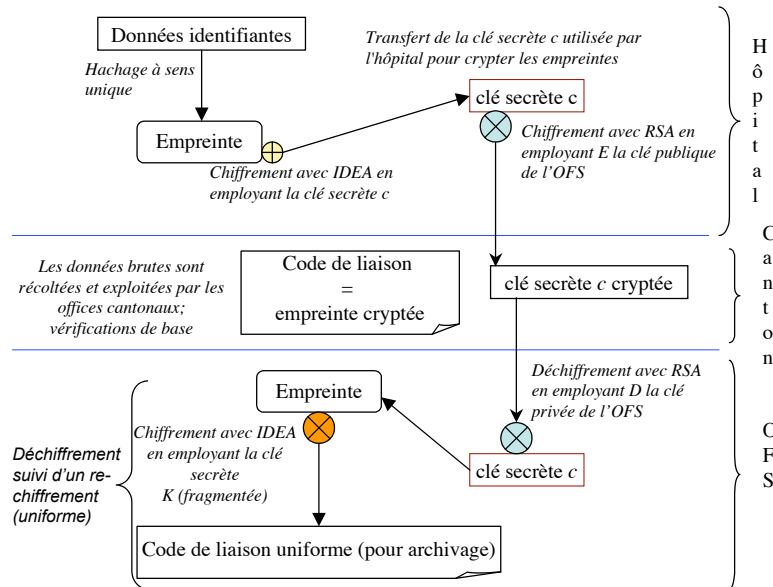 Données identifiantes
Hachage à sens
unique
Transfert de la clé secrète c utilisée par
l'hôpital pour crypter les empreintes
clé secrète c
Empreinte
Chiffrement avec RSA en
employant E la clé publique
de l'OFS
Chiffrement avec IDEA en
employant la clé secrète c
Hôpital
Les données brutes sont
récoltées et exploitées par les
offices cantonaux;
vérifications de base
Code de liaison
=
empreinte cryptée
clé secrète c cryptée
Canton
Déchiffrement avec RSA
en employant D la clé
privée de l'OFS
Empreinte
Chiffrement avec IDEA
en employant la clé
secrète
K (fragmentée)
clé secrète c
Déchiffrement
suivi d'un re-
chiffrement
(uniforme)
Code de liaison uniforme (pour archivage)
OFS